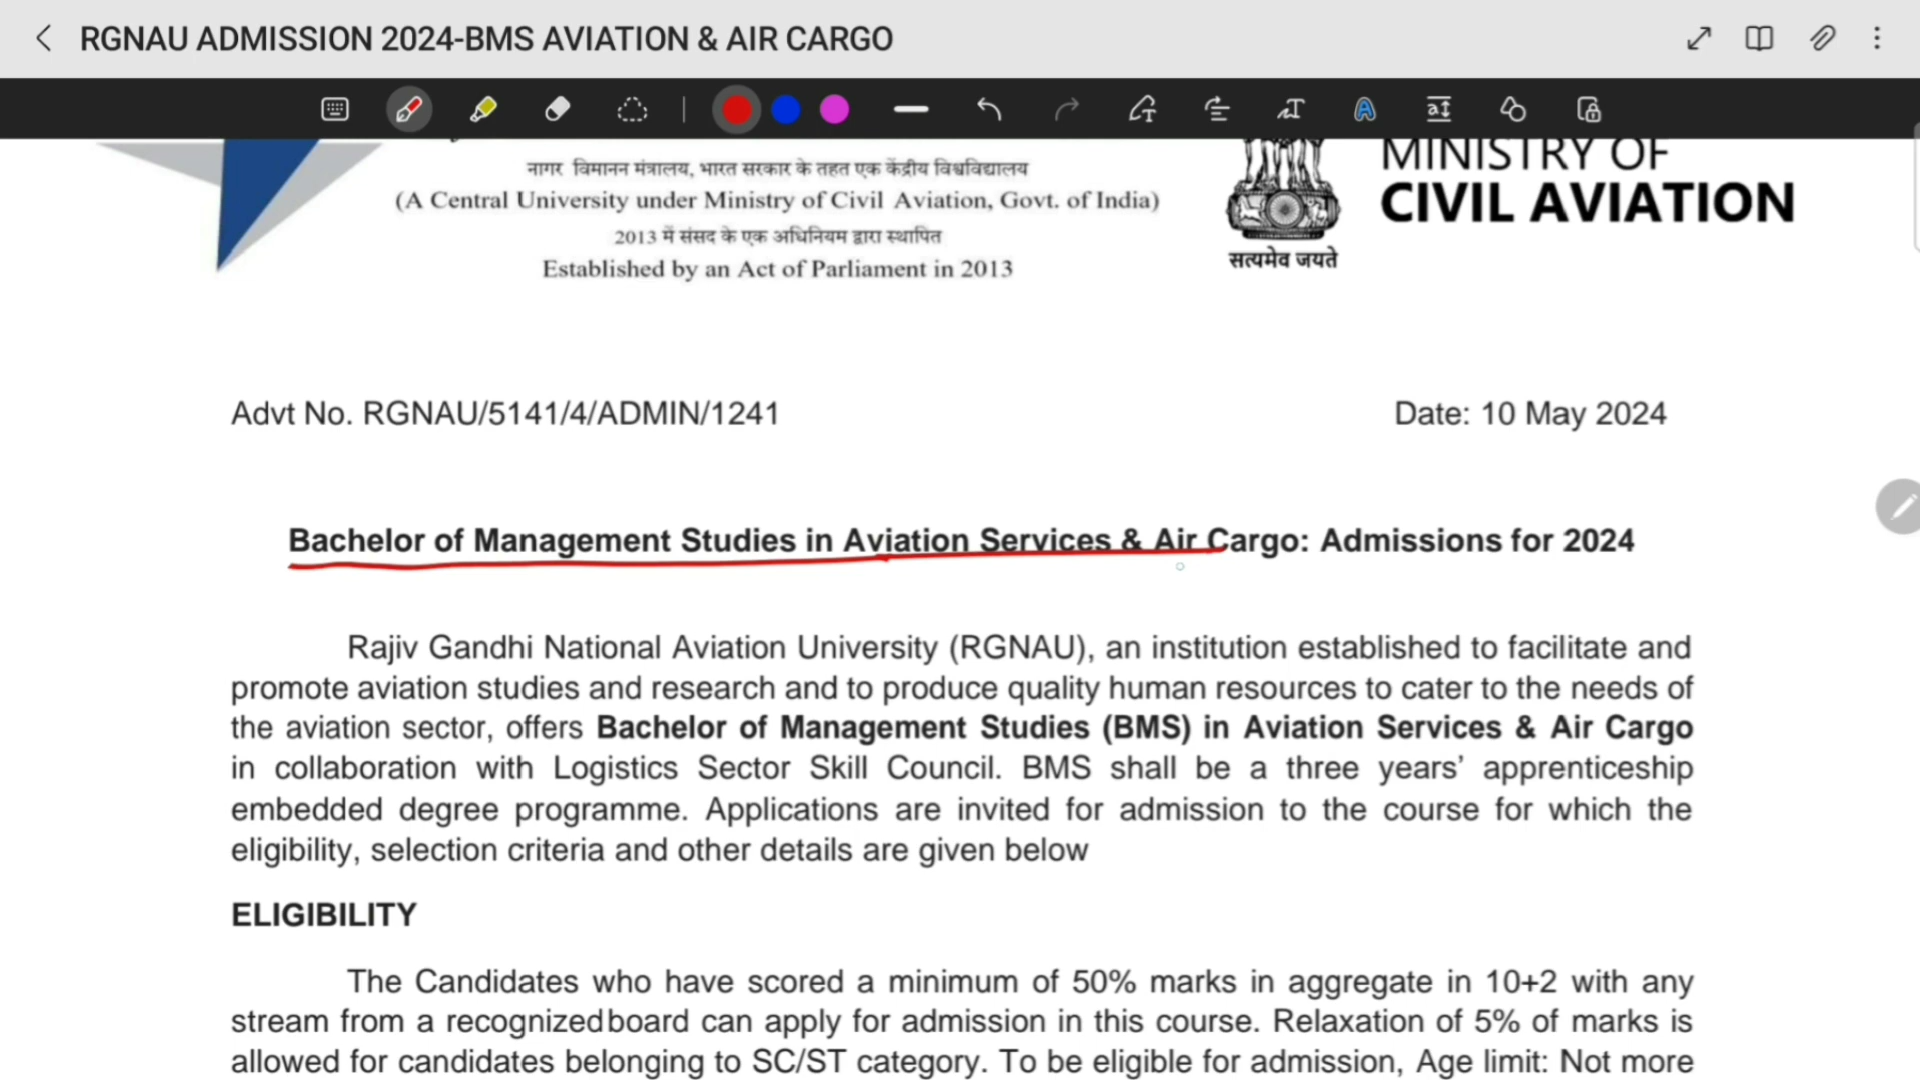 RGNAU ADMISSION 2024-BMS AVIATION & AIR CARGO
नागर विमानन मंत्रालय, भारत सरकार के तहत एक केंद्रीय विश्वविद्यालय
(A Central University under Ministry of Civil Aviation, Govt. of India)
2013 में संसद के एक अधिनियम द्वारा स्थापित
Established by an Act of Parliament in 2013
सत्यमेव जयते
MINISTRY OF
CIVIL AVIATION
Advt No. RGNAU/5141/4/ADMIN/1241 Date: 10 May 2024
Bachelor of Management Studies in Aviation Services & Air Cargo: Admissions for 2024
Rajiv Gandhi National Aviation University (RGNAU), an institution established to facilitate and
promote aviation studies and research and to produce quality human resources to cater to the needs of
the aviation sector, offers Bachelor of Management Studies (BMS) in Aviation Services & Air Cargo
in collaboration with Logistics Sector Skill Council. BMS shall be a three years’ apprenticeship
embedded degree programme. Applications are invited for admission to the course for which the
eligibility, selection criteria and other details are given below
ELIGIBILITY
The Candidates who have scored a minimum of 50% marks in aggregate in 10+2 with any
stream from a recognized board can apply for admission in this course. Relaxation of 5% of marks is
allowed for candidates belonging to SC/ST category. To be eligible for admission, Age limit: Not more